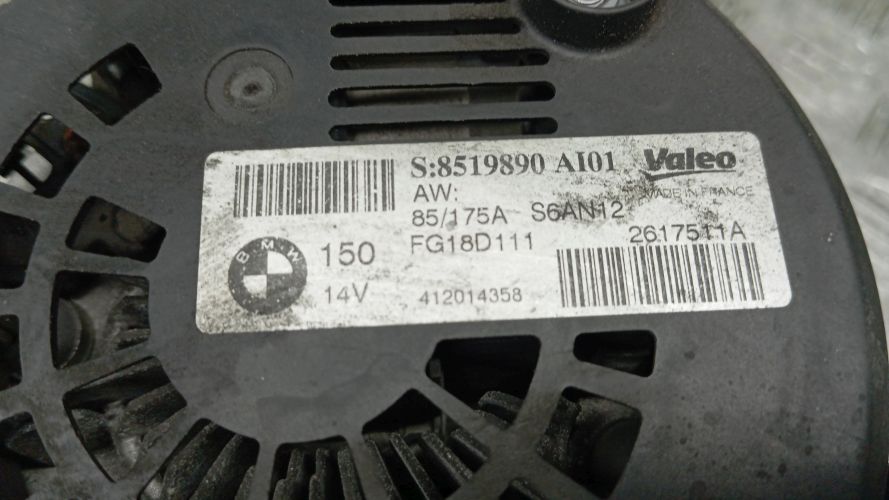 S:8519890 AI01 Valeo
AW: MADE IN FRANCE
85/175A S6AN12
FG18D111 2617511A
BMW 150
14V 412014358